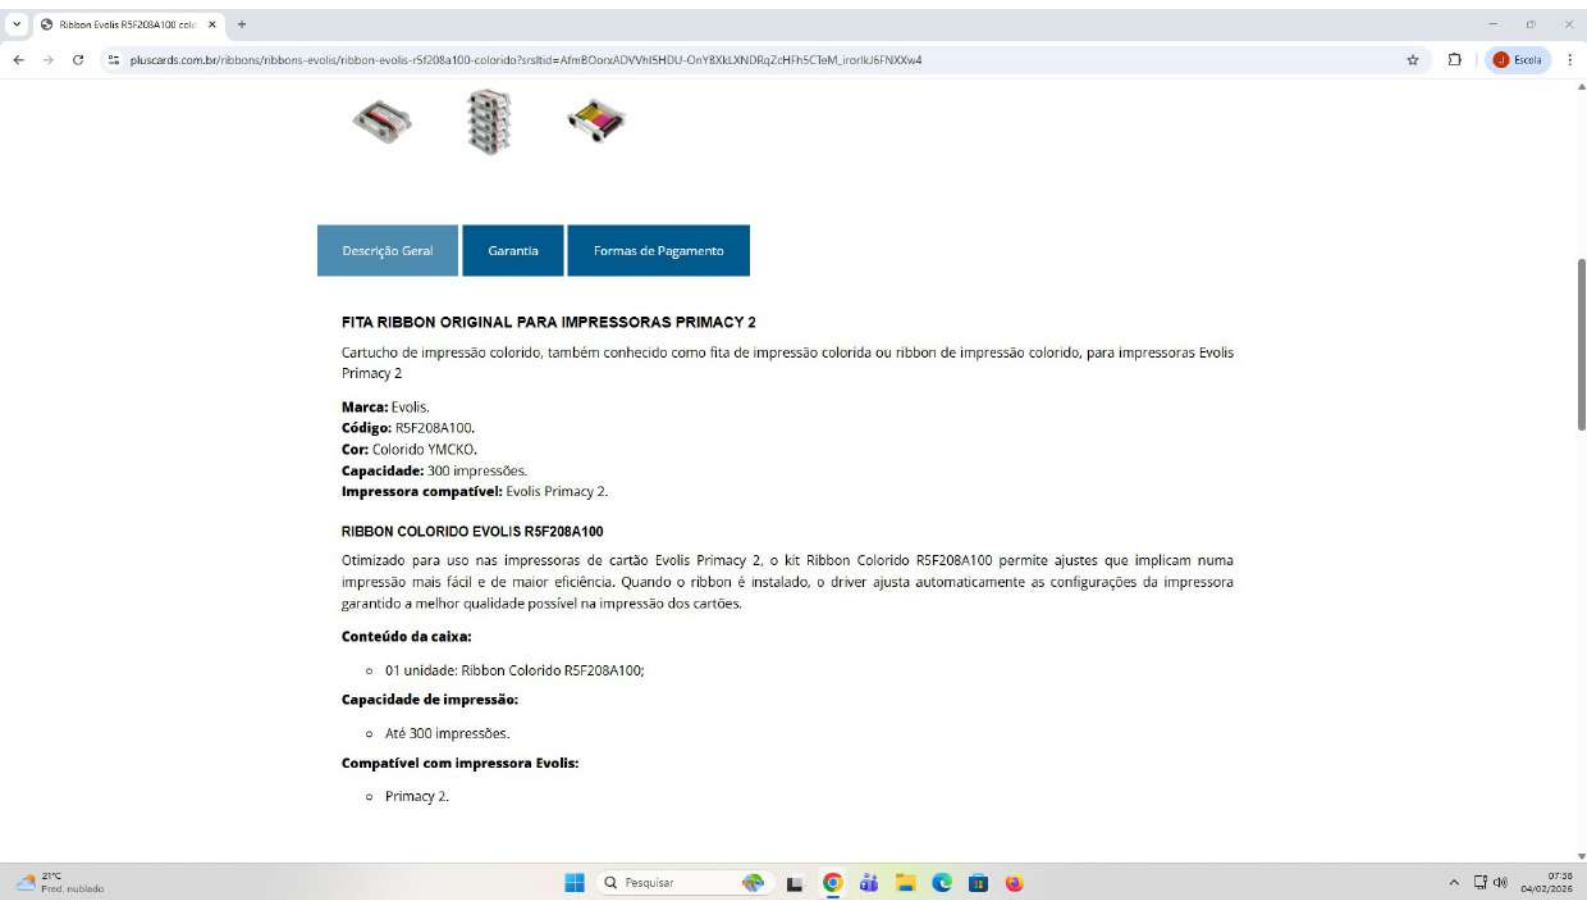 Ribbon Evolis R5F208A100 colo
pluscards.com.br/ribbons/ribbons-evolis/ribbon-evolis-r5f208a100-colorido?srsltid=
Escola
Descrição Geral
Garantia
Formas de Pagamento
FITA RIBBON ORIGINAL PARA IMPRESSORAS PRIMACY 2
Cartucho de impressão colorido, também conhecido como fita de impressão colorida ou ribbon de impressão colorido, para impressoras Evolis
Primacy 2
Marca: Evolis.
Código: R5F208A100.
Cor: Colorido YMCKO.
Capacidade: 300 impressões.
Impressora compatível: Evolis Primacy 2.
RIBBON COLORIDO EVOLIS R5F208A100
Otimizado para uso nas impressoras de cartão Evolis Primacy 2, o kit Ribbon Colorido R5F208A100 permite ajustes que implicam numa
impressão mais fácil e de maior eficiência. Quando o ribbon é instalado, o driver ajusta automaticamente as configurações da impressora
garantido a melhor qualidade possível na impressão dos cartões.
Conteúdo da caixa:
01 unidade: Ribbon Colorido R5F208A100;
Capacidade de impressão:
Até 300 impressões.
Compatível com impressora Evolis:
Primacy 2.
21°C
Pred. nublado
Pesquisar
07:38
04/02/2026